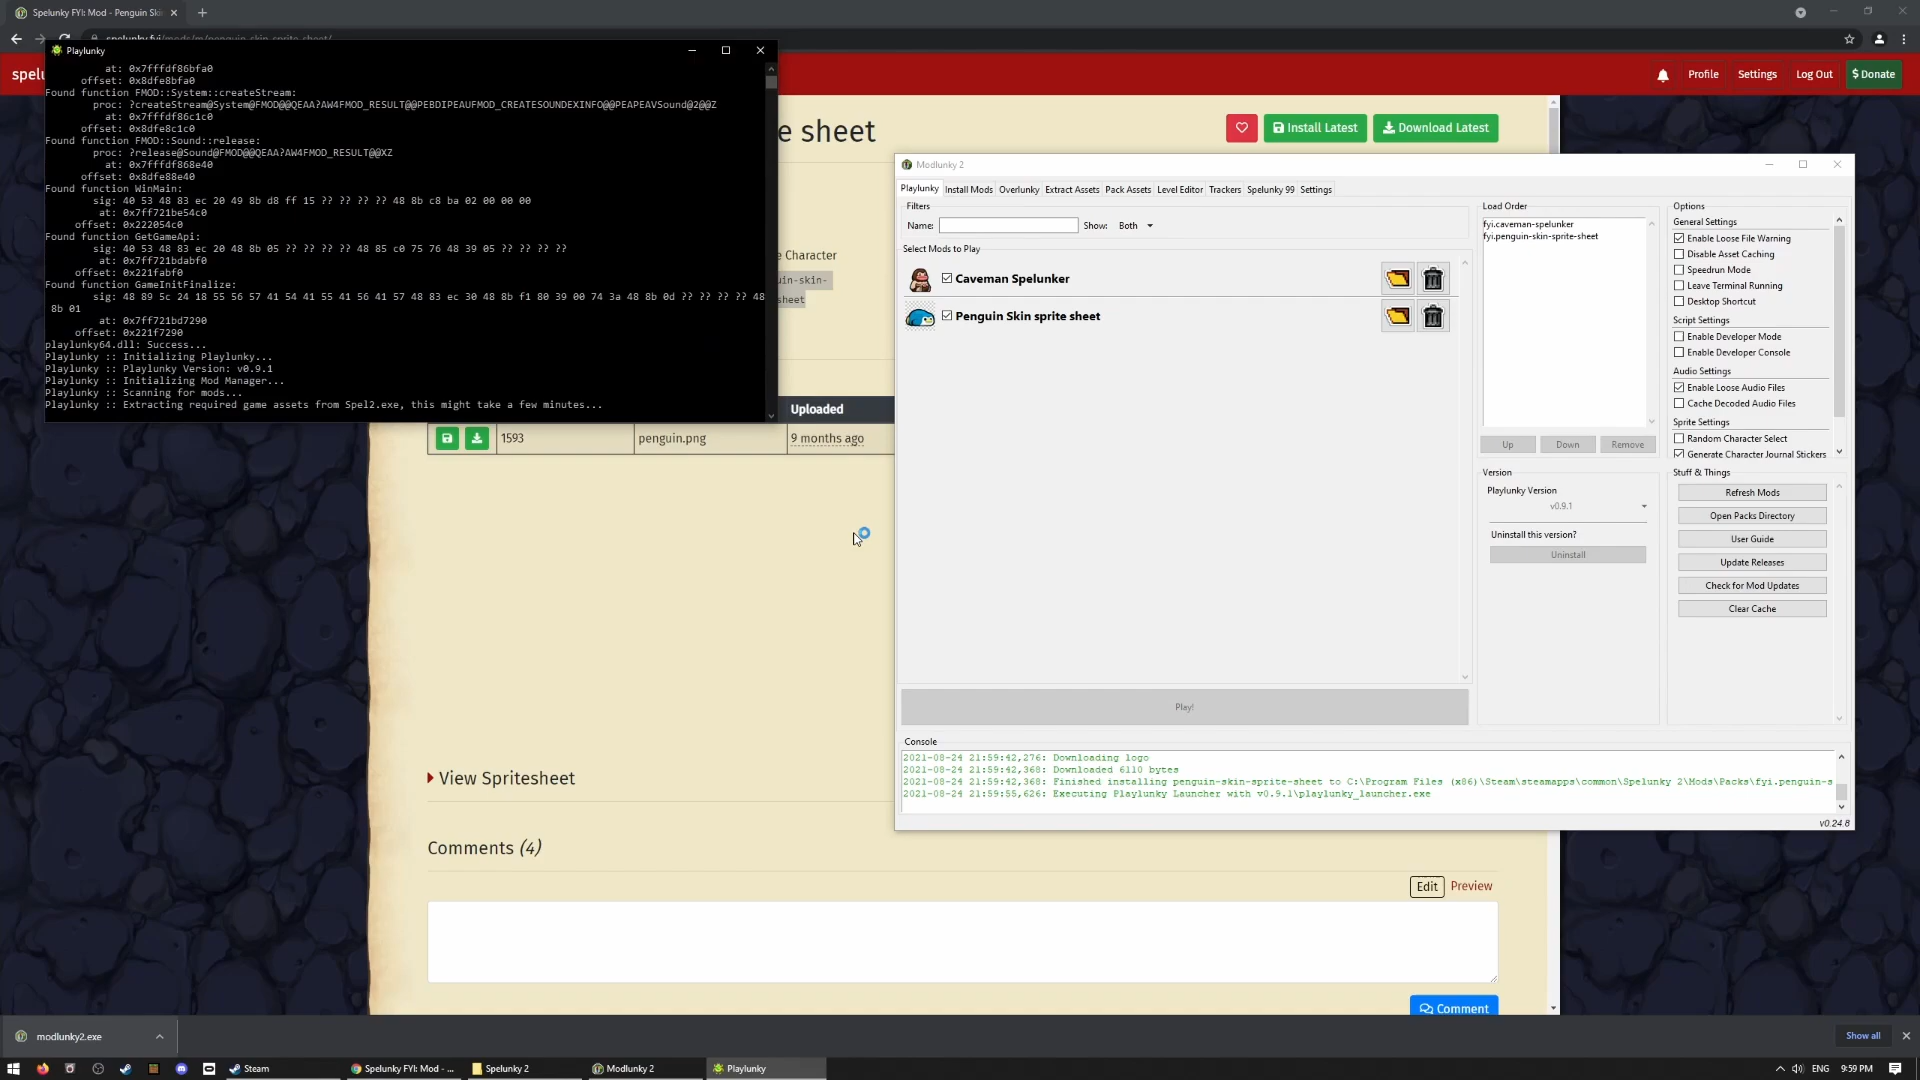 Spelunky FYI: Mod - Penguin Skin
spelunky.fyi/mods/m/penguin-skin-sprite-sheet/
spelu
Profile
Settings
Log Out
$ Donate
Playlunky
at: 0x7fffdf86bfa0
offset: 0x8dfe8bfa0
Found function FMOD::System::createStream:
proc: ?createStream@System@FMOD@@QEAA?AW4FMOD_RESULT@@PEBDIPEAUFMOD_CREATESOUNDEXINFO@@PEAPEAVSound@2@@Z
at: 0x7fffdf86c1c0
offset: 0x8dfe8c1c0
Found function FMOD::Sound::release:
proc: ?release@Sound@FMOD@@QEAA?AW4FMOD_RESULT@@XZ
at: 0x7fffdf868e40
offset: 0x8dfe88e40
Found function WinMain:
sig: 40 53 48 83 ec 20 49 8b d8 ff 15 ?? ?? ?? ?? 48 8b c8 ba 02 00 00 00
at: 0x7ff721be54c0
offset: 0x222054c0
Found function GetGameApi:
sig: 40 53 48 83 ec 20 48 8b 05 ?? ?? ?? ?? 48 85 c0 75 76 48 39 05 ?? ?? ?? ??
at: 0x7ff721bdabf0
offset: 0x221fabf0
Found function GameInitFinalize:
sig: 48 89 5c 24 18 55 56 57 41 54 41 55 41 56 41 57 48 83 ec 30 48 8b f1 80 39 00 74 3a 48 8b 0d ?? ?? ?? ?? 48
8b 01
at: 0x7ff721bd7290
offset: 0x221f7290
playlunky64.dll: Success...
Playlunky :: Initializing Playlunky...
Playlunky :: Playlunky Version: v0.9.1
Playlunky :: Initializing Mod Manager...
Playlunky :: Scanning for mods...
Playlunky :: Extracting required game assets from Spel2.exe, this might take a few minutes...
e sheet
Install Latest
Download Latest
e Character
uin-skin-
sheet
Uploaded
1593
penguin.png
9 months ago
View Spritesheet
Comments (4)
Edit
Preview
Comment
Modlunky 2
Playlunky
Install Mods
Overlunky
Extract Assets
Pack Assets
Level Editor
Trackers
Spelunky 99
Settings
Filters
Name:
Show:
Both
Select Mods to Play
Caveman Spelunker
Penguin Skin sprite sheet
Play!
Load Order
fyi.caveman-spelunker
fyi.penguin-skin-sprite-sheet
Up
Down
Remove
Version
Playlunky Version
v0.9.1
Uninstall this version?
Uninstall
Options
General Settings
Enable Loose File Warning
Disable Asset Caching
Speedrun Mode
Leave Terminal Running
Desktop Shortcut
Script Settings
Enable Developer Mode
Enable Developer Console
Audio Settings
Enable Loose Audio Files
Cache Decoded Audio Files
Sprite Settings
Random Character Select
Generate Character Journal Stickers
Stuff & Things
Refresh Mods
Open Packs Directory
User Guide
Update Releases
Check for Mod Updates
Clear Cache
Console
2021-08-24 21:59:42,276: Downloading logo
2021-08-24 21:59:42,368: Downloaded 6110 bytes
2021-08-24 21:59:42,368: Finished installing penguin-skin-sprite-sheet to C:\Program Files (x86)\Steam\steamapps\common\Spelunky 2\Mods\Packs\fyi.penguin-s
2021-08-24 21:59:55,626: Executing Playlunky Launcher with v0.9.1\playlunky_launcher.exe
v0.24.8
modlunky2.exe
Show all
Steam
Spelunky FYI: Mod - ...
Spelunky 2
Modlunky 2
Playlunky
ENG
9:59 PM